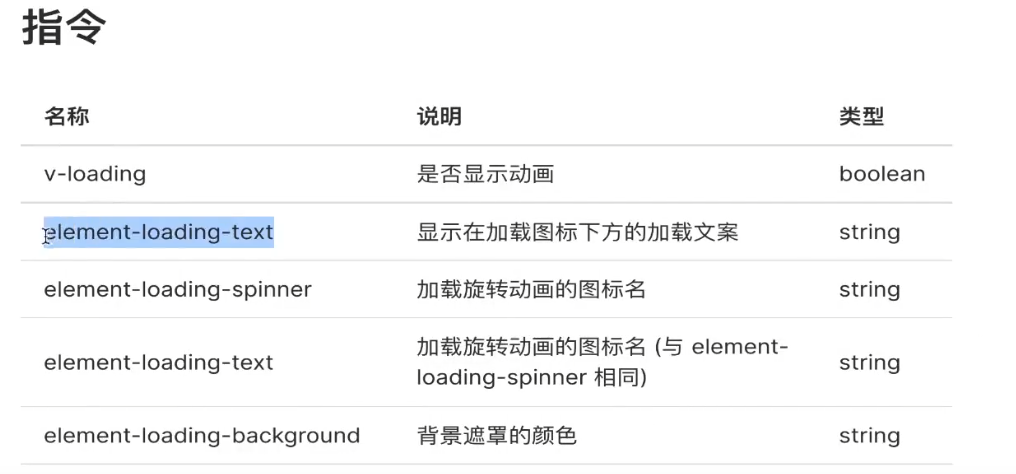 指令
名称 说明 类型
v-loading 是否显示动画 boolean
element-loading-text 显示在加载图标下方的加载文案 string
element-loading-spinner 加载旋转动画的图标名 string
element-loading-text 加载旋转动画的图标名 (与 element-
loading-spinner 相同) string
element-loading-background 背景遮罩的颜色 string